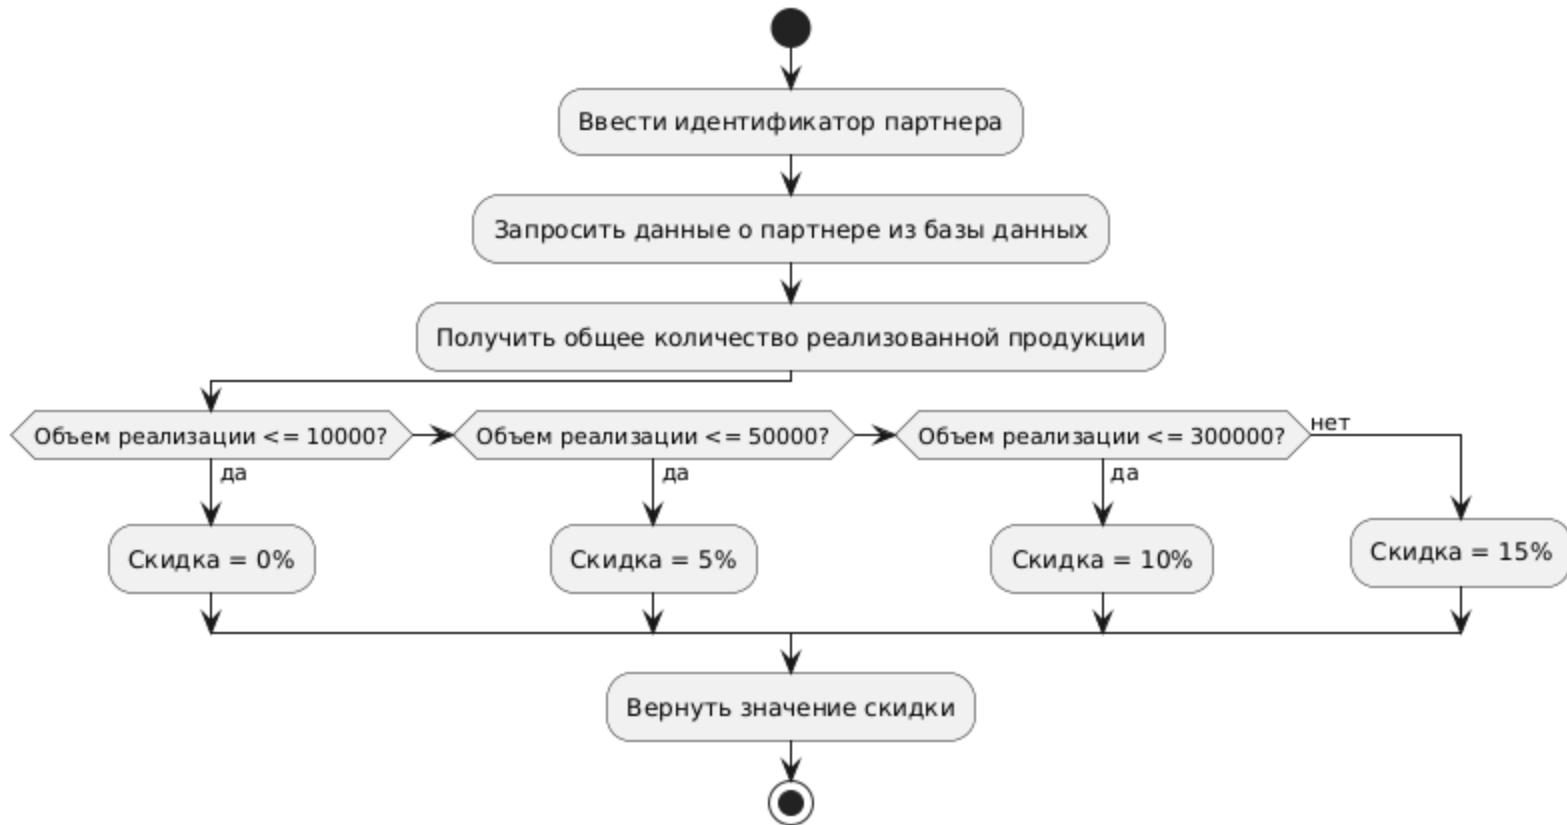 Ввести идентификатор партнера
Запросить данные о партнере из базы данных
Получить общее количество реализованной продукции
Объем реализации <= 10000?
Объем реализации <= 50000?
Объем реализации <= 300000?
нет
да
да
да
Скидка = 0%
Скидка = 5%
Скидка = 10%
Скидка = 15%
Вернуть значение скидки